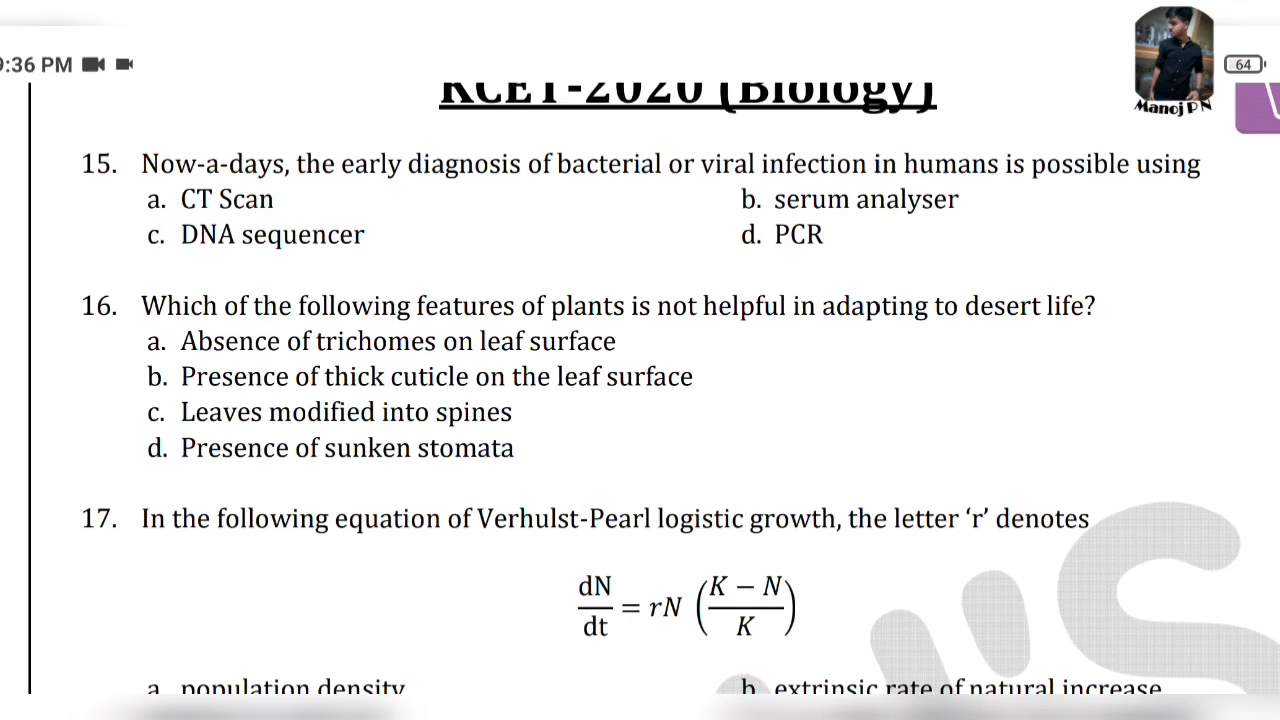 9:36 PM
64
Manoj P N
KCET-2020 (Biology)
15. Now-a-days, the early diagnosis of bacterial or viral infection in humans is possible using
a. CT Scan b. serum analyser
c. DNA sequencer d. PCR
16. Which of the following features of plants is not helpful in adapting to desert life?
a. Absence of trichomes on leaf surface
b. Presence of thick cuticle on the leaf surface
c. Leaves modified into spines
d. Presence of sunken stomata
17. In the following equation of Verhulst-Pearl logistic growth, the letter ‘r’ denotes
dN/dt = rN (K − N/K)
a population density b extrinsic rate of natural increase